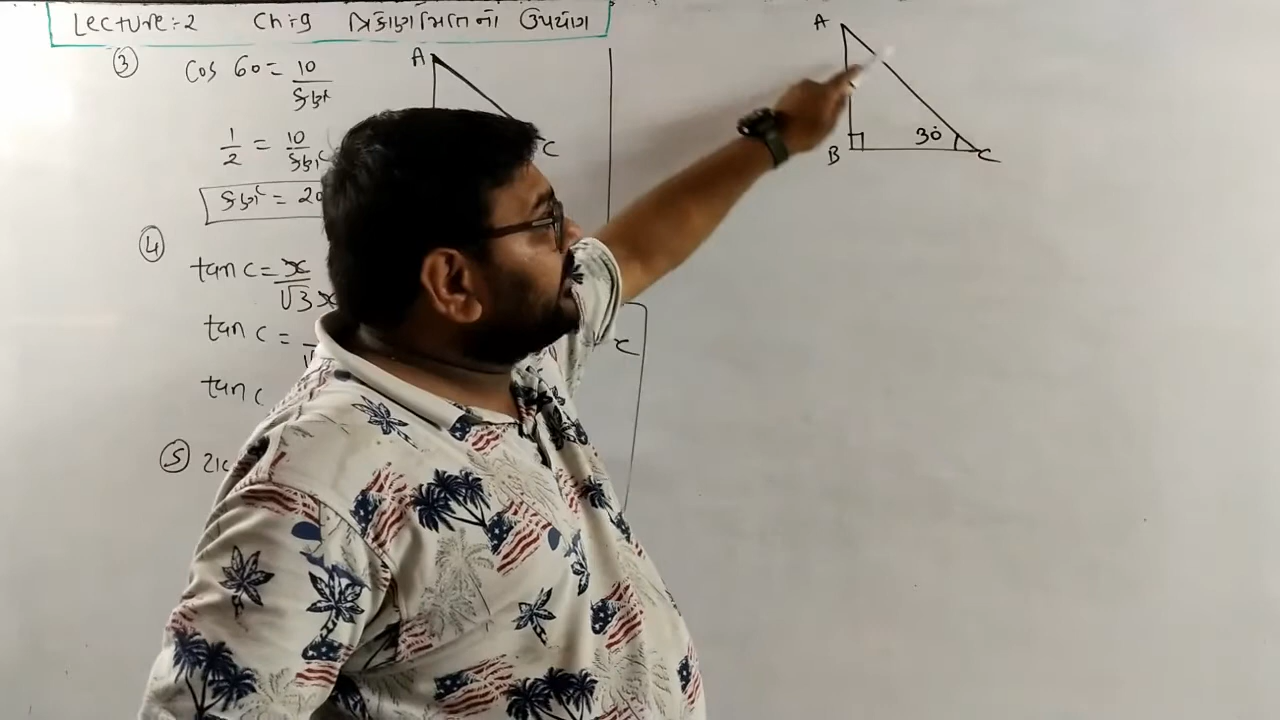 Lecture:-2 Ch:-9 ત્રિકોણમિતિના ઉપયોગ
③ cos 60 = 10 / કર્ણ
1/2 = 10 / કર્ણ
કર્ણ = 20
④ tan C = x / √3 x
tan C =
tan C
⑤
A
C
x
A
B 30° C